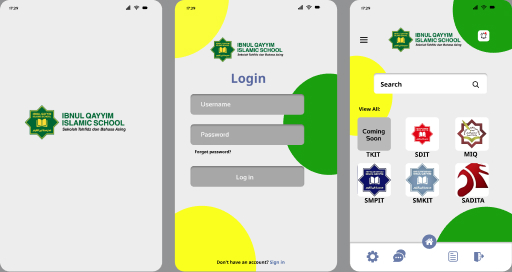 17:29
IBNUL QAYYIM
ISLAMIC SCHOOL
Sekolah Tahfidz dan Bahasa Asing
17:29
IBNUL QAYYIM
ISLAMIC SCHOOL
Sekolah Tahfidz dan Bahasa Asing
Login
Username
Password
Forgot password?
Log in
Don't have an account? Sign in
17:29
IBNUL QAYYIM
ISLAMIC SCHOOL
Sekolah Tahfidz dan Bahasa Asing
Search
View All:
Coming
Soon
TKIT
SDIT
MIQ
SMPIT
SMKIT
SADITA